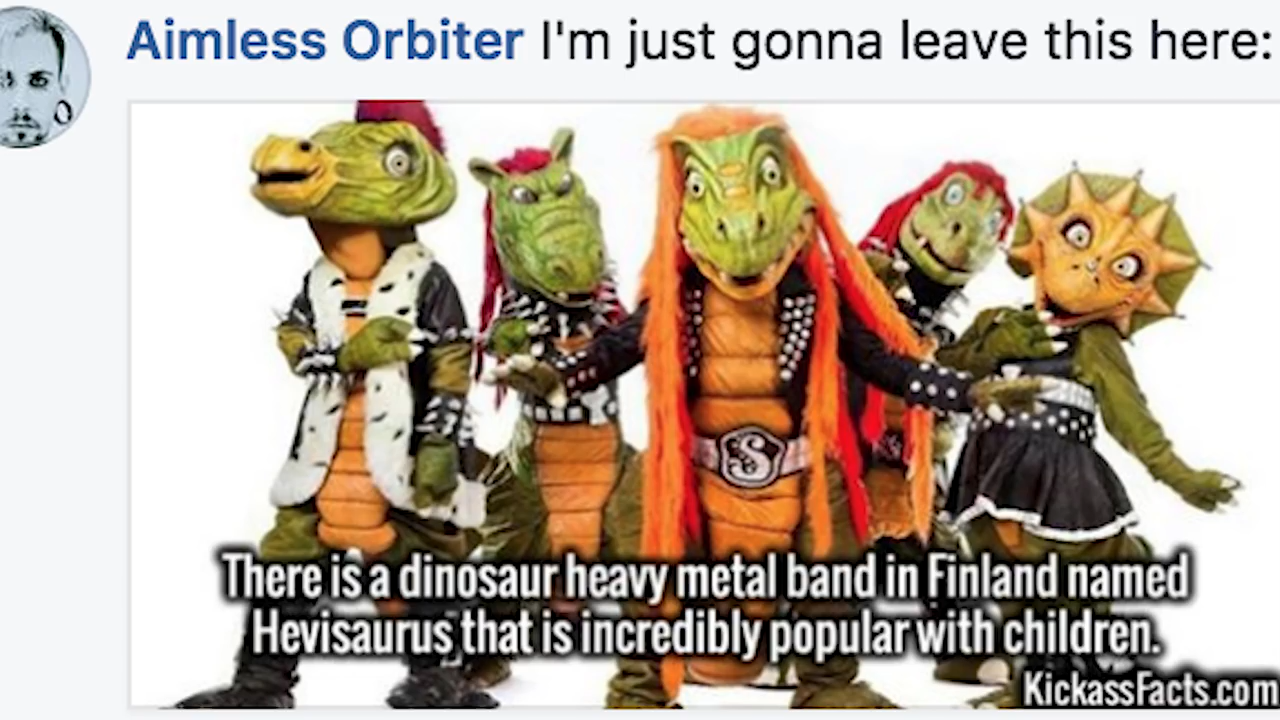 Aimless Orbiter I'm just gonna leave this here:
S
There is a dinosaur heavy metal band in Finland named
Hevisaurus that is incredibly popular with children.
KickassFacts.com